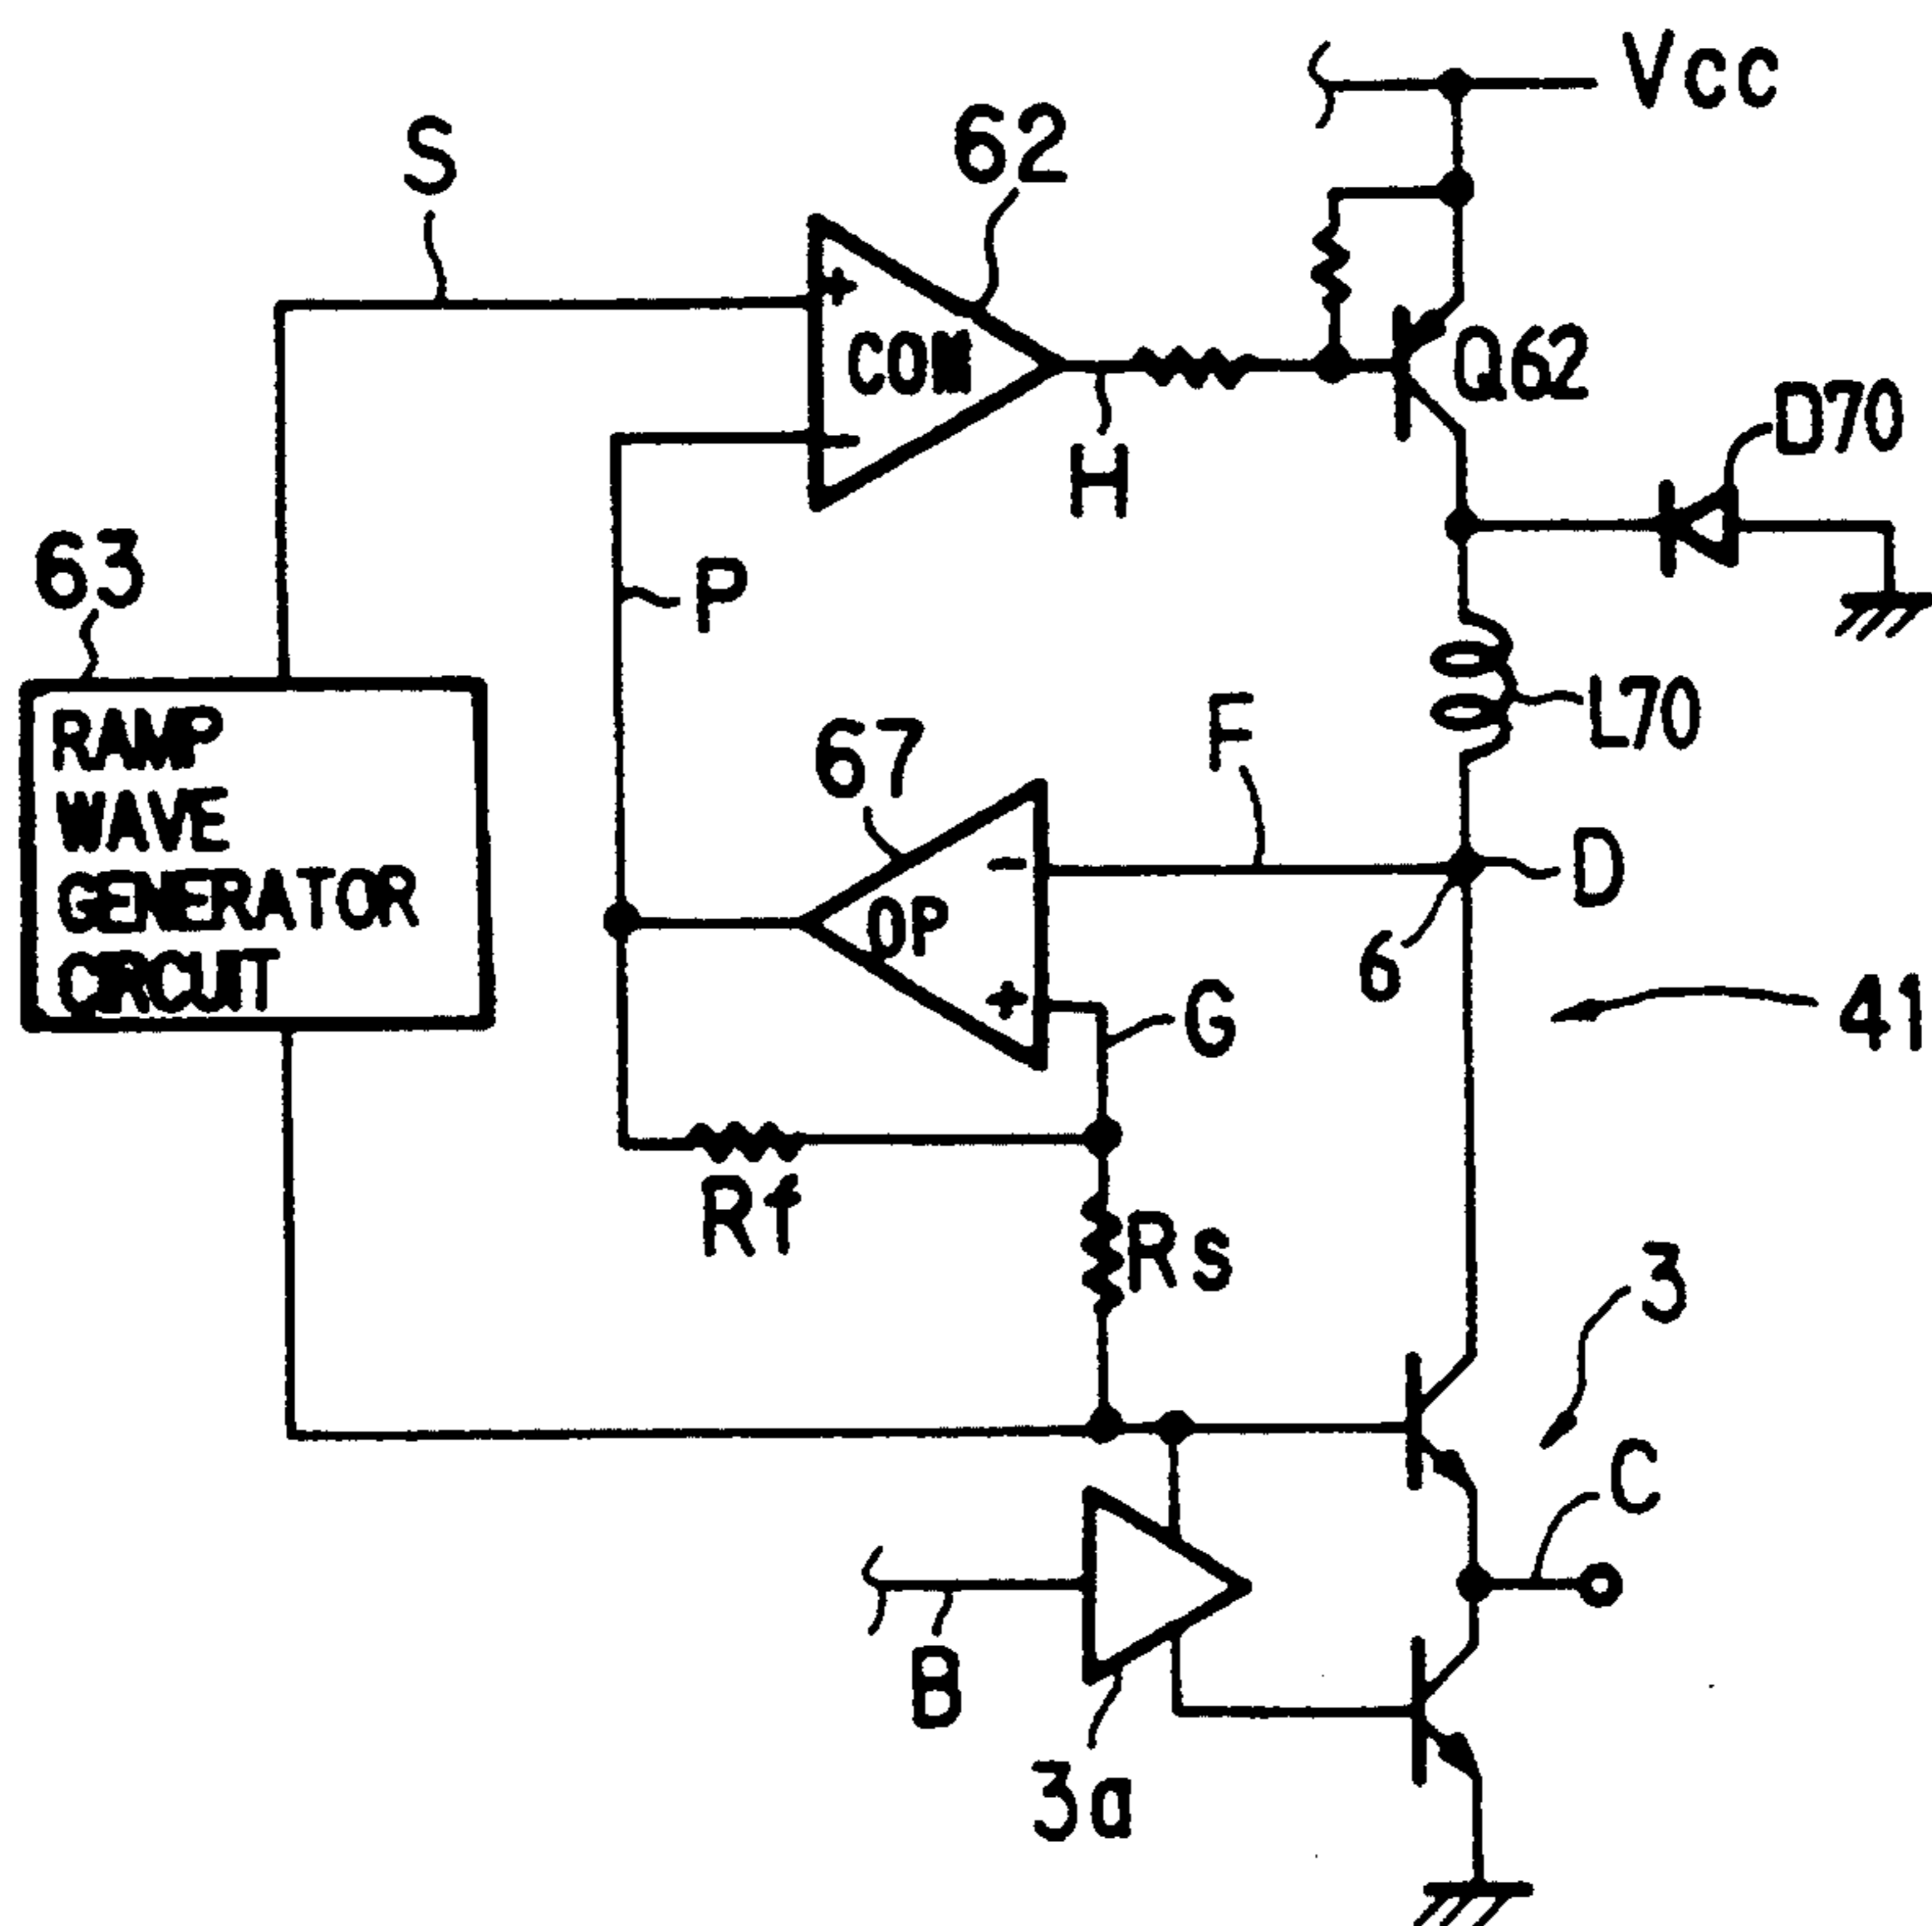 Vcc
S
62
+
COM
-
Q62
D70
H
63
P
RAMP
WAVE
GENERATOR
CIRCUIT
L70
F
67
-
OP
+
D
6
G
41
Rf
Rs
3
C
B
3a